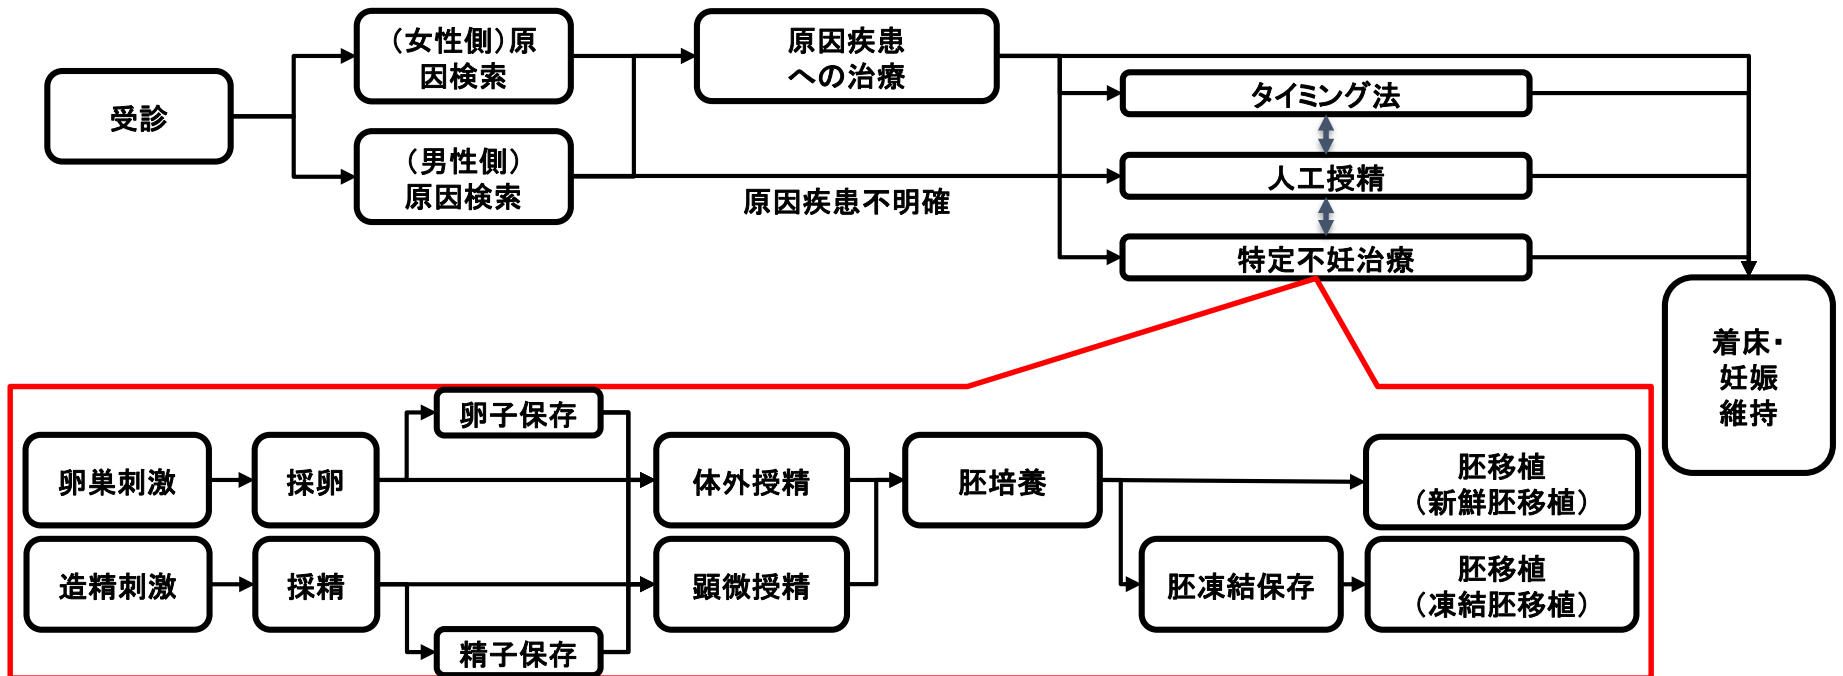 受診
（女性側）原
因検索
（男性側）
原因検索
原因疾患
への治療
原因疾患不明確
タイミング法
人工授精
特定不妊治療
着床・
妊娠
維持
卵巣刺激
採卵
卵子保存
体外授精
胚培養
胚移植
（新鮮胚移植）
造精刺激
採精
精子保存
顕微授精
胚凍結保存
胚移植
（凍結胚移植）